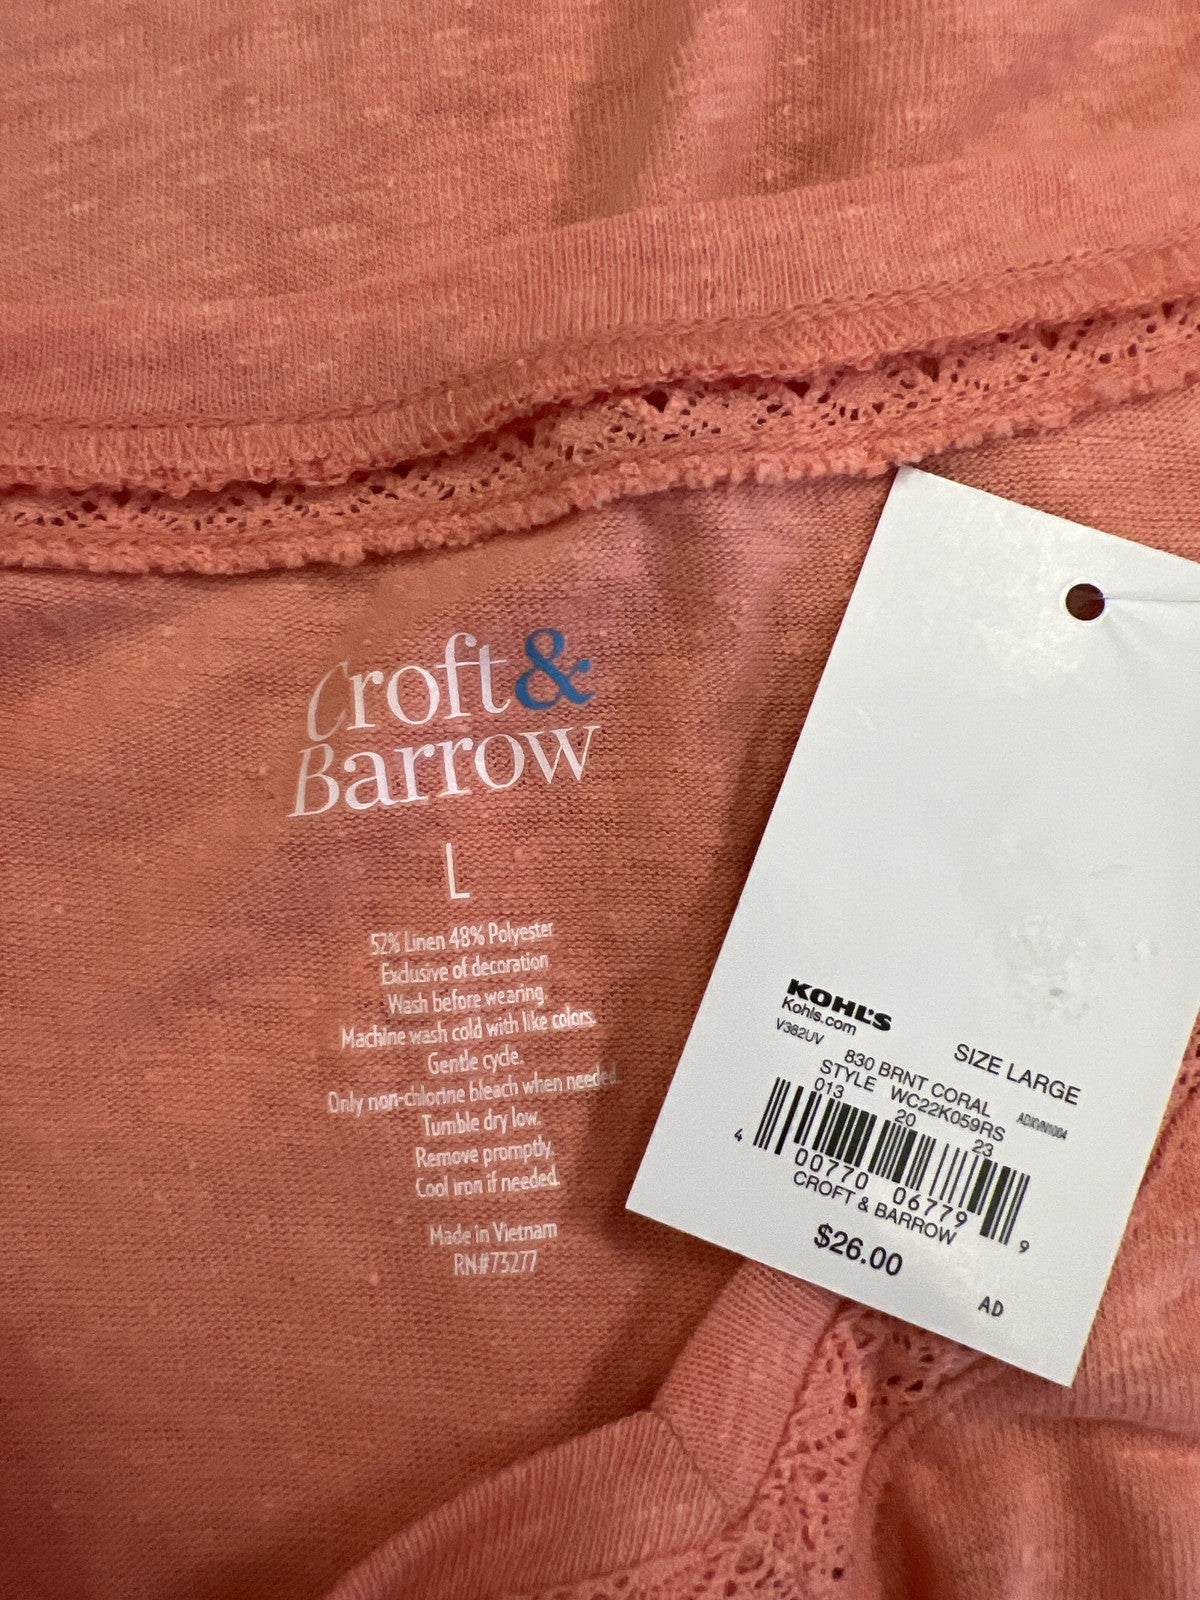 Croft &
Barrow
L
52% Linen 48% Polyester
Exclusive of decoration
Wash before wearing.
Machine wash cold with like colors.
Gentle cycle.
Only non-chlorine bleach when needed.
Tumble dry low.
Remove promptly.
Cool iron if needed.
Made in Vietnam
RN#73277
KOHL'S
Kohls.com
V382UV
SIZE LARGE
830 BRNT CORAL
STYLE WC22K059RS
013 20 23
4 00770 06779 9
CROFT & BARROW
$26.00
AD